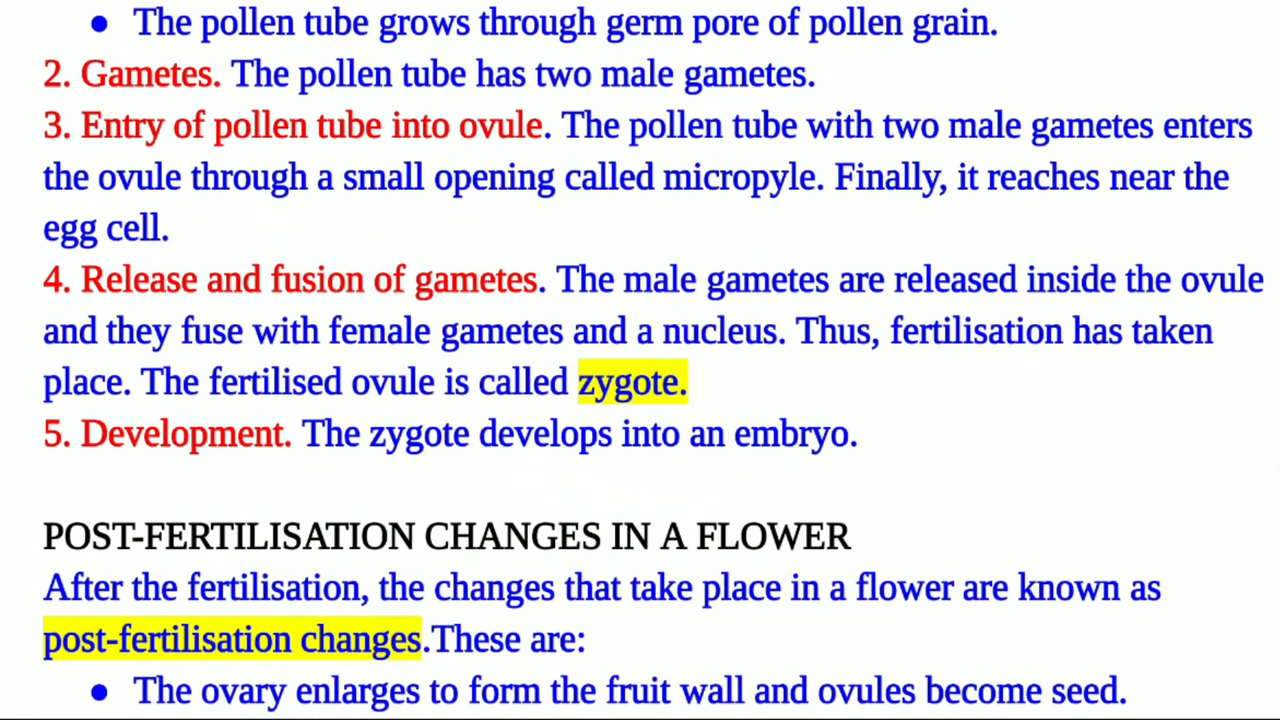 ● The pollen tube grows through germ pore of pollen grain.
2. Gametes. The pollen tube has two male gametes.
3. Entry of pollen tube into ovule. The pollen tube with two male gametes enters
the ovule through a small opening called micropyle. Finally, it reaches near the
egg cell.
4. Release and fusion of gametes. The male gametes are released inside the ovule
and they fuse with female gametes and a nucleus. Thus, fertilisation has taken
place. The fertilised ovule is called zygote.
5. Development. The zygote develops into an embryo.
POST-FERTILISATION CHANGES IN A FLOWER
After the fertilisation, the changes that take place in a flower are known as
post-fertilisation changes.These are:
● The ovary enlarges to form the fruit wall and ovules become seed.